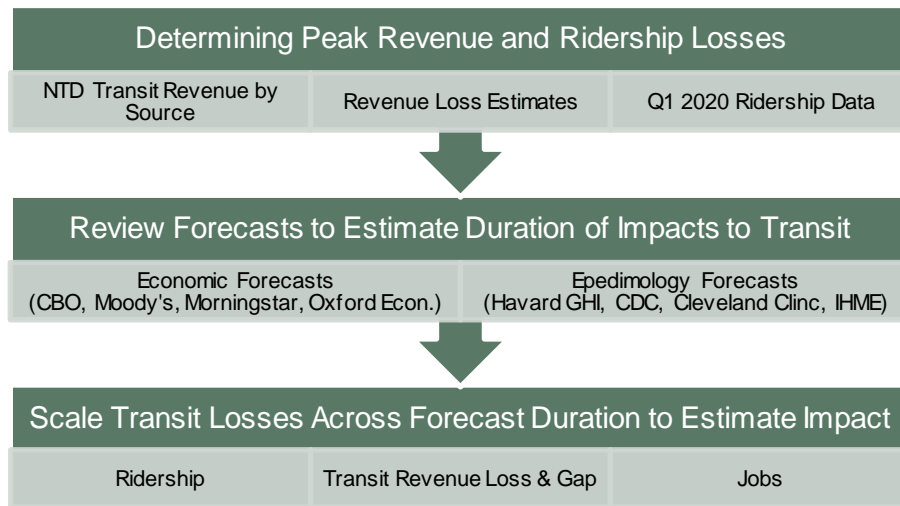 Determining Peak Revenue and Ridership Losses
NTD Transit Revenue by
Source
Revenue Loss Estimates
Q1 2020 Ridership Data
Review Forecasts to Estimate Duration of Impacts to Transit
Economic Forecasts
(CBO, Moody's, Morningstar, Oxford Econ.)
Epedimology Forecasts
(Havard GHI, CDC, Cleveland Clinc, IHME)
Scale Transit Losses Across Forecast Duration to Estimate Impact
Ridership
Transit Revenue Loss & Gap
Jobs